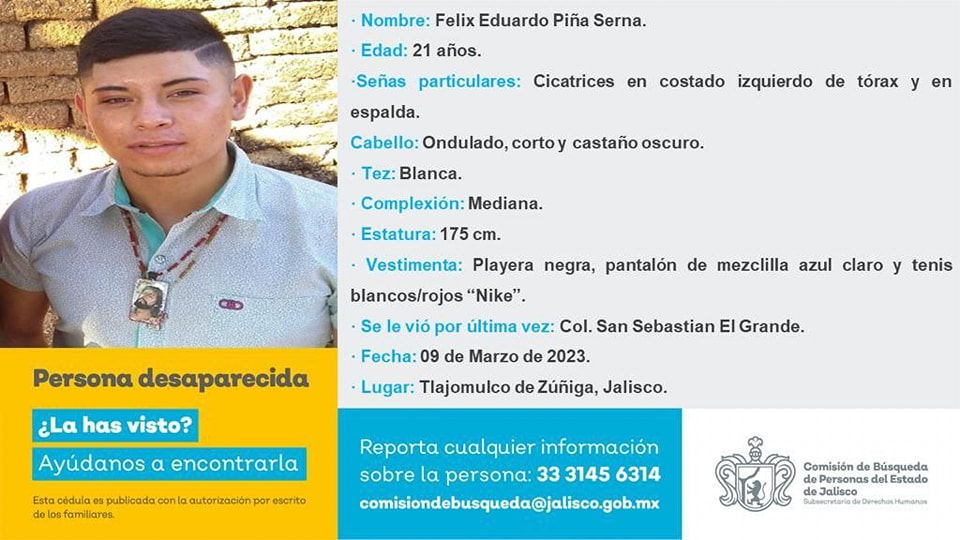 · Nombre: Felix Eduardo Piña Serna.
· Edad: 21 años.
·Señas particulares: Cicatrices en costado izquierdo de tórax y en
espalda.
Cabello: Ondulado, corto y castaño oscuro.
· Tez: Blanca.
· Complexión: Mediana.
· Estatura: 175 cm.
· Vestimenta: Playera negra, pantalón de mezclilla azul claro y tenis
blancos/rojos “Nike”.
· Se le vió por última vez: Col. San Sebastian El Grande.
· Fecha: 09 de Marzo de 2023.
· Lugar: Tlajomulco de Zúñiga, Jalisco.
Persona desaparecida
¿La has visto?
Ayúdanos a encontrarla
Esta cédula es publicada con la autorización por escrito
de los familiares.
Reporta cualquier información
sobre la persona: 33 3145 6314
comisiondebusqueda@jalisco.gob.mx
Comisión de Búsqueda
de Personas del Estado
de Jalisco
Subsecretaría de Derechos Humanos